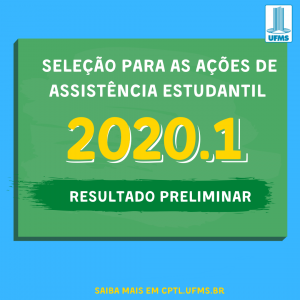 UFMS
SELEÇÃO PARA AS AÇÕES DE
ASSISTÊNCIA ESTUDANTIL
2020.1
RESULTADO PRELIMINAR
SAIBA MAIS EM CPTL.UFMS.BR